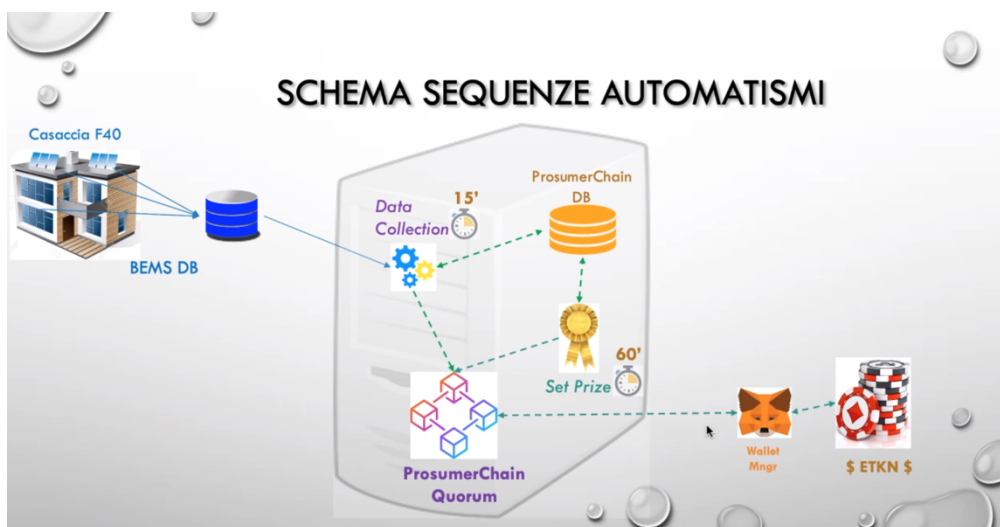 SCHEMA SEQUENZE AUTOMATISMI
Casaccia F40
BEMS DB
Data
Collection
15'
ProsumerChain
DB
Set Prize
60'
ProsumerChain
Quorum
Wallet
Mngr
$ ETKN $